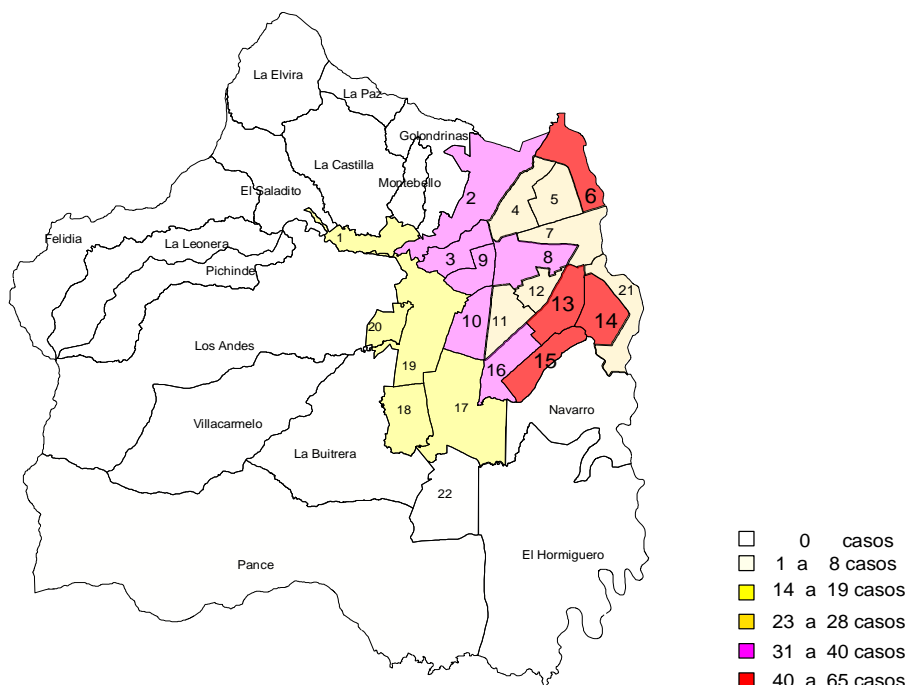 La Elvira
La Paz
Golondrinas
La Castilla
Montebello
El Saladito
2
4
5
6
Felidia
La Leonera
1
7
Pichinde
3
9
8
12
21
13
20
10
11
14
Los Andes
19
16
15
18
17
Navarro
Villacarmelo
La Buitrera
22
El Hormiguero
Pance
0 casos
1 a 8 casos
14 a 19 casos
23 a 28 casos
31 a 40 casos
40 a 65 casos